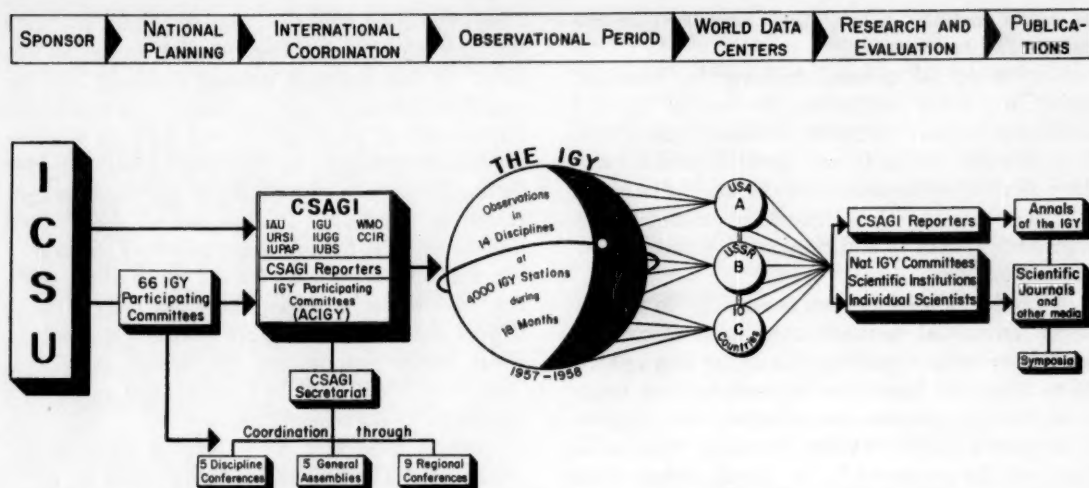 SPONSOR
NATIONAL
PLANNING
INTERNATIONAL
COORDINATION
OBSERVATIONAL PERIOD
WORLD DATA
CENTERS
RESEARCH AND
EVALUATION
PUBLICA-
TIONS
I
C
S
U
66 IGY
Participating
Committees
CSAGI
IAU IGU WMO
URSI IUGG CCIR
IUPAP IUBS
CSAGI Reporters
IGY Participating
Committees
(ACIGY)
CSAGI
Secretariat
Coordination through
5 Discipline
Conferences
5 General
Assemblies
9 Regional
Conferences
THE IGY
Observations
in
14 Disciplines
at
4000 IGY Stations
during
18 Months
1957-1958
USA
A
USSR
B
10
C
Countries
CSAGI Reporters
Nat. IGY Committees
Scientific Institutions
Individual Scientists
Annals
of the IGY
Scientific
Journals
and
other media
Symposia